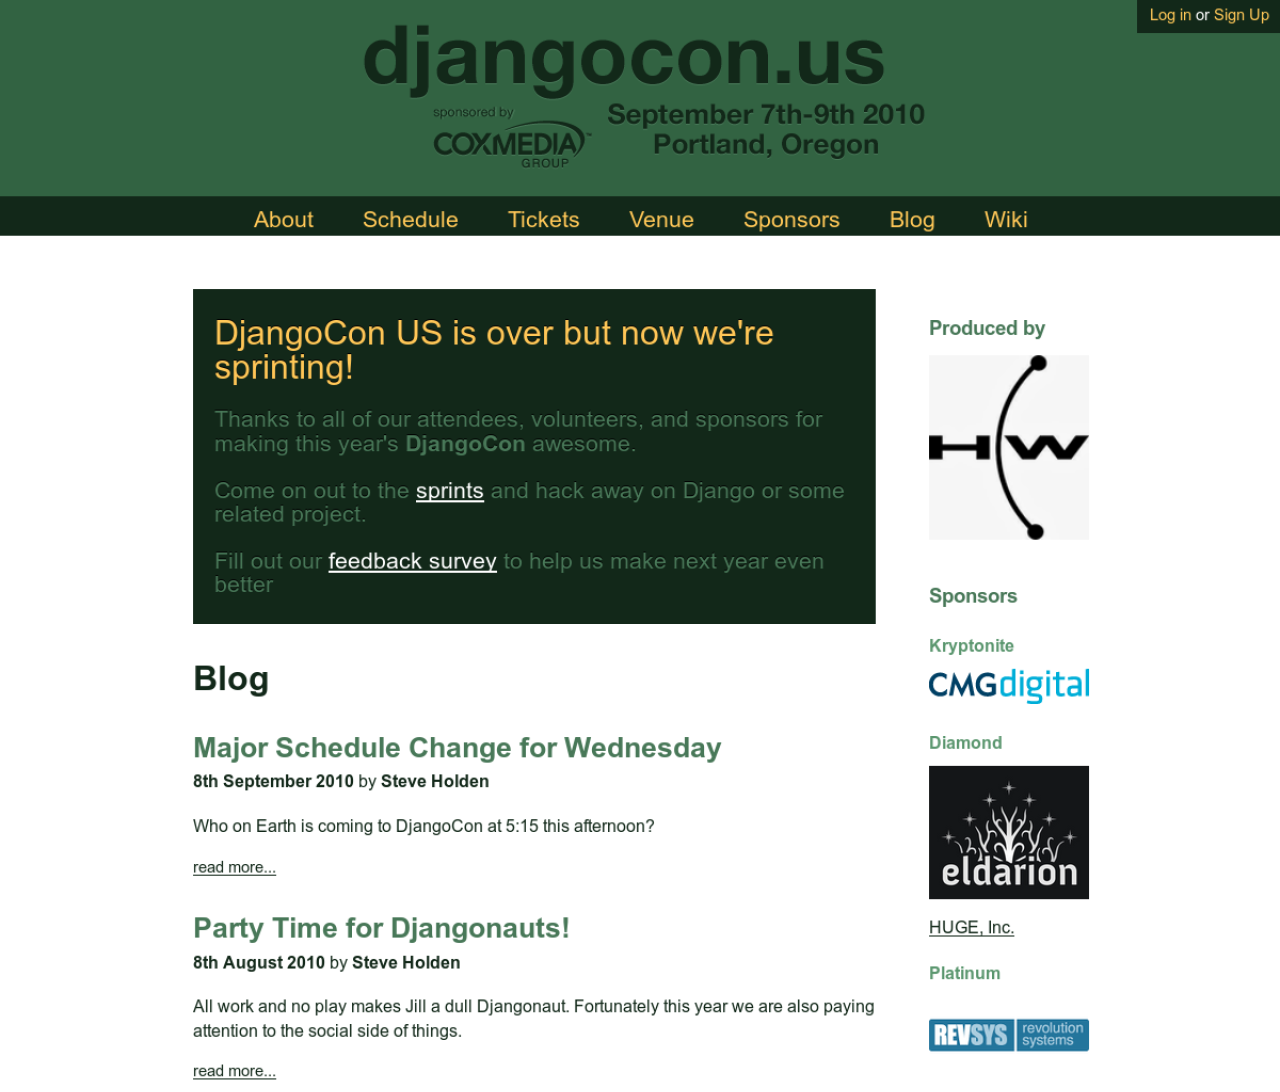 Log in or Sign Up
djangocon.us
sponsored by
COXMEDIA™
GROUP
September 7th-9th 2010
Portland, Oregon
About Schedule Tickets Venue Sponsors Blog Wiki
DjangoCon US is over but now we're
sprinting!
Thanks to all of our attendees, volunteers, and sponsors for
making this year's DjangoCon awesome.
Come on out to the sprints and hack away on Django or some
related project.
Fill out our feedback survey to help us make next year even
better
Blog
Major Schedule Change for Wednesday
8th September 2010 by Steve Holden
Who on Earth is coming to DjangoCon at 5:15 this afternoon?
read more...
Party Time for Djangonauts!
8th August 2010 by Steve Holden
All work and no play makes Jill a dull Djangonaut. Fortunately this year we are also paying
attention to the social side of things.
read more...
Produced by
HW
Sponsors
Kryptonite
CMGdigital
Diamond
eldarion
HUGE, Inc.
Platinum
REVSYS revolution
systems